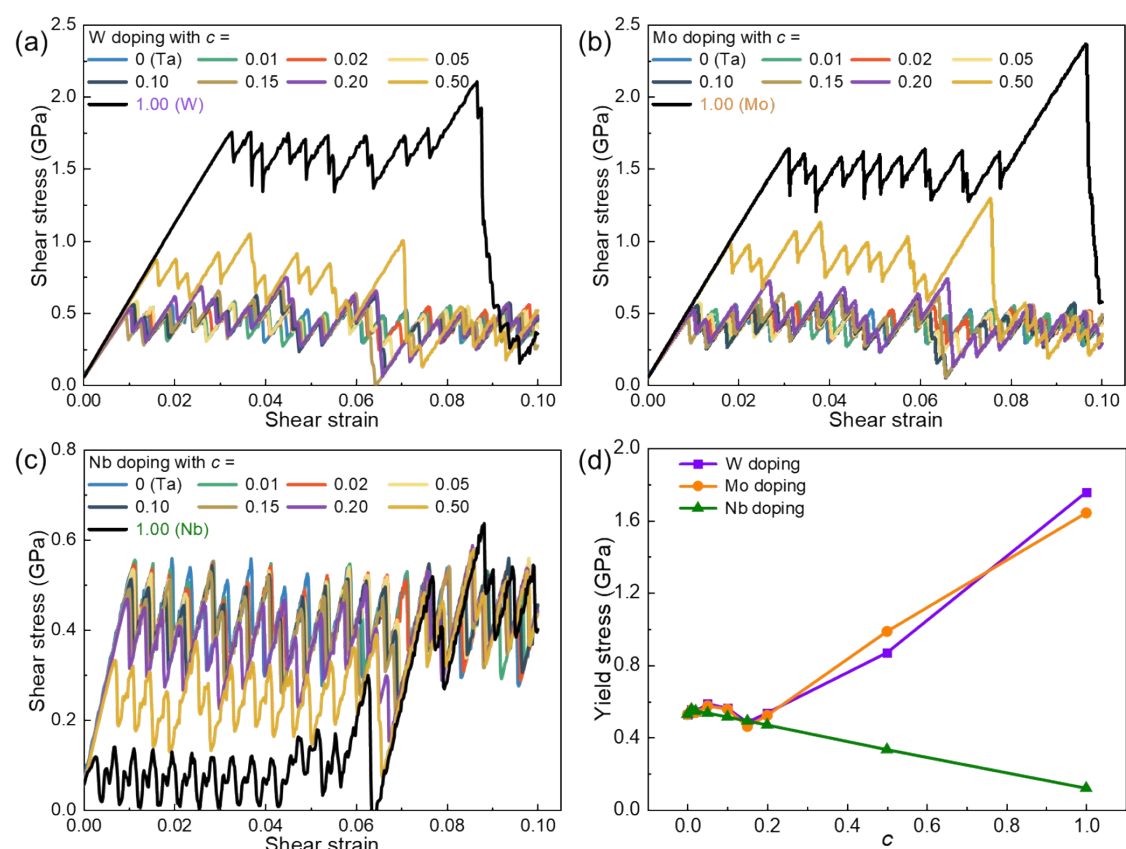 (a)
W doping with c =
0 (Ta) 0.01 0.02 0.05
0.10 0.15 0.20 0.50
1.00 (W)
2.5
2.0
1.5
1.0
0.5
0.0
Shear stress (GPa)
0.00 0.02 0.04 0.06 0.08 0.10
Shear strain
(b)
Mo doping with c =
0 (Ta) 0.01 0.02 0.05
0.10 0.15 0.20 0.50
1.00 (Mo)
2.5
2.0
1.5
1.0
0.5
0.0
Shear stress (GPa)
0.00 0.02 0.04 0.06 0.08 0.10
Shear strain
(c)
Nb doping with c =
0 (Ta) 0.01 0.02 0.05
0.10 0.15 0.20 0.50
1.00 (Nb)
0.8
0.6
0.4
0.2
0.0
Shear stress (GPa)
0.00 0.02 0.04 0.06 0.08 0.10
Shear strain
(d)
W doping
Mo doping
Nb doping
2.0
1.6
1.2
0.8
0.4
0.0
Yield stress (GPa)
0.0 0.2 0.4 0.6 0.8 1.0
c